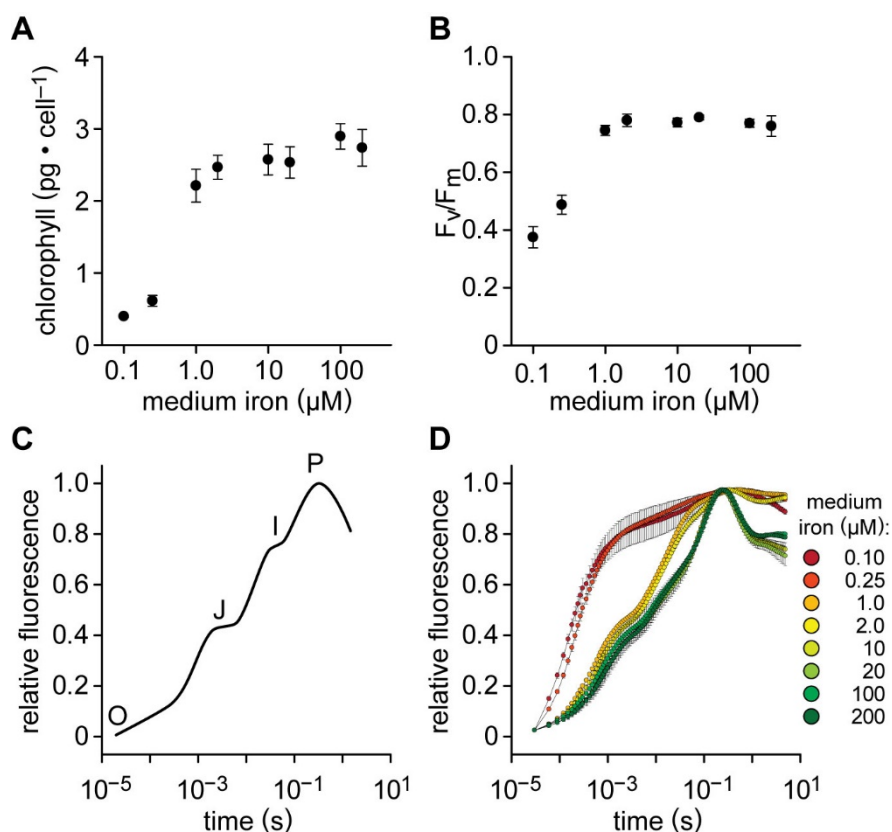 A
chlorophyll (pg • cell⁻¹)
4
3
2
1
0
0.1
1.0
10
100
medium iron (µM)
B
Fv/Fm
1.0
0.8
0.6
0.4
0.2
0
0.1
1.0
10
100
medium iron (µM)
C
relative fluorescence
1.0
0.8
0.6
0.4
0.2
0
O
J
I
P
10⁻⁵
10⁻³
10⁻¹
10¹
time (s)
D
relative fluorescence
1.0
0.8
0.6
0.4
0.2
0
10⁻⁵
10⁻³
10⁻¹
10¹
time (s)
medium
iron (µM):
0.10
0.25
1.0
2.0
10
20
100
200